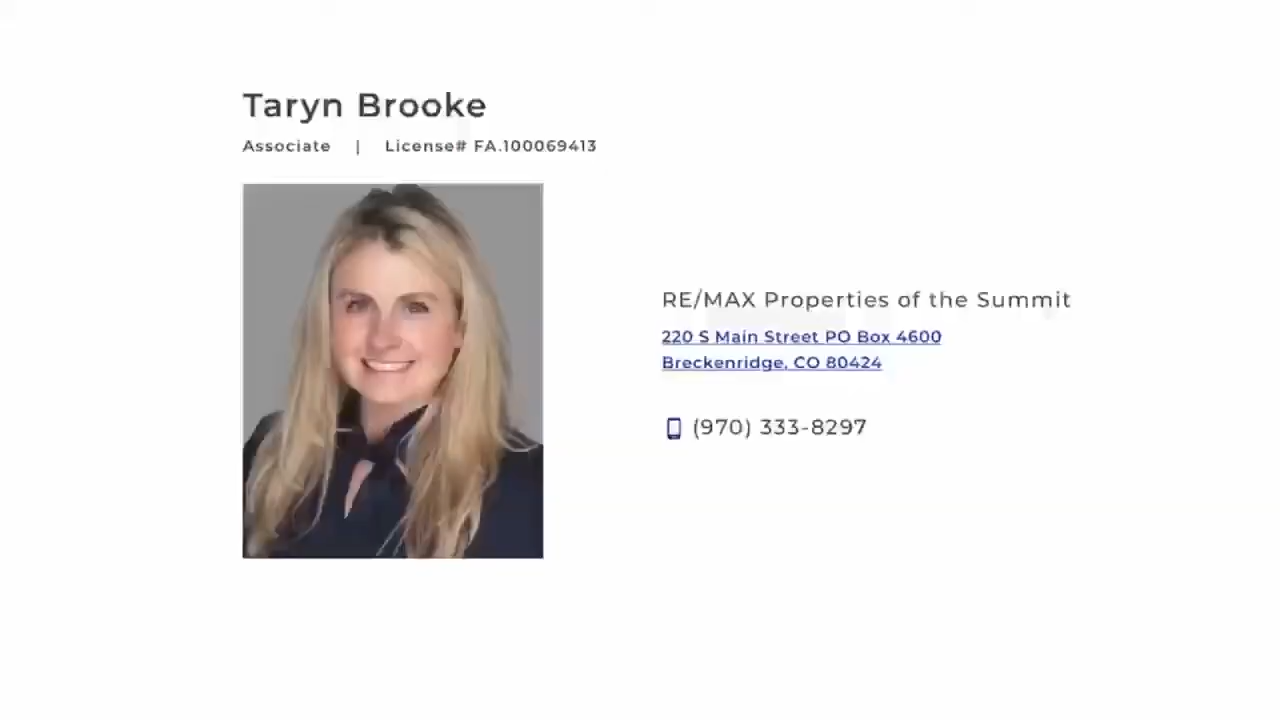 Taryn Brooke
Associate | License# FA.100069413
RE/MAX Properties of the Summit
220 S Main Street PO Box 4600
Breckenridge, CO 80424
(970) 333-8297